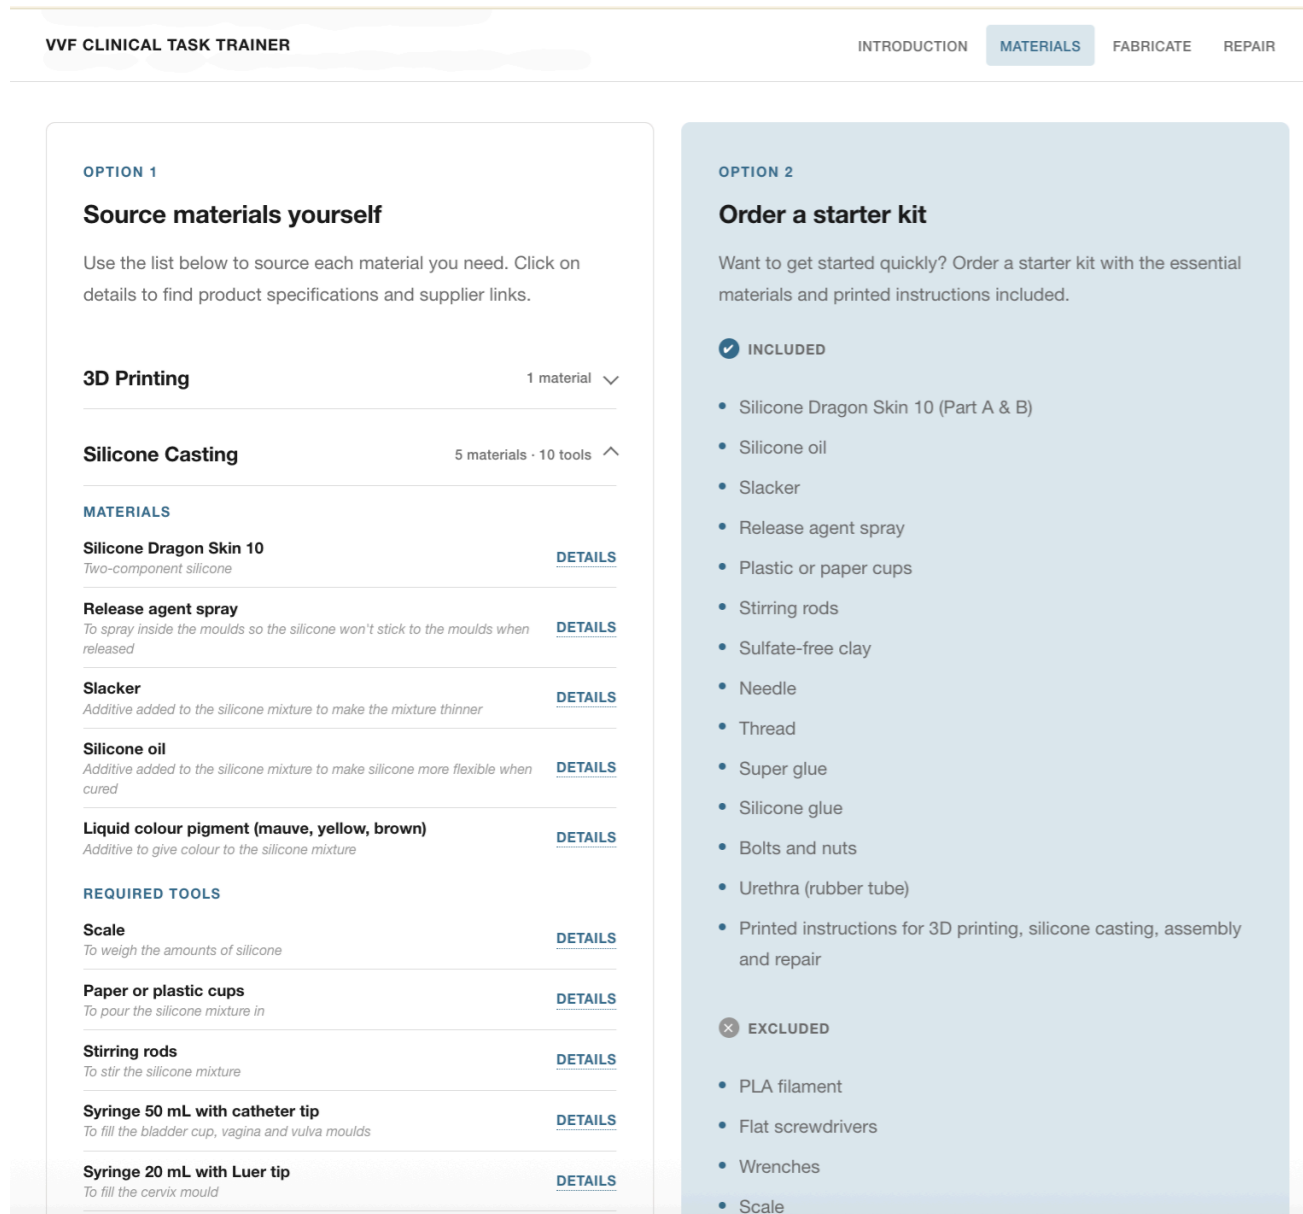 VVF CLINICAL TASK TRAINER
INTRODUCTION
MATERIALS
FABRICATE
REPAIR
OPTION 1
Source materials yourself
Use the list below to source each material you need. Click on
details to find product specifications and supplier links.
3D Printing
1 material
Silicone Casting
5 materials · 10 tools
MATERIALS
Silicone Dragon Skin 10
Two-component silicone
DETAILS
Release agent spray
To spray inside the moulds so the silicone won't stick to the moulds when
released
DETAILS
Slacker
Additive added to the silicone mixture to make the mixture thinner
DETAILS
Silicone oil
Additive added to the silicone mixture to make silicone more flexible when
cured
DETAILS
Liquid colour pigment (mauve, yellow, brown)
Additive to give colour to the silicone mixture
DETAILS
REQUIRED TOOLS
Scale
To weigh the amounts of silicone
DETAILS
Paper or plastic cups
To pour the silicone mixture in
DETAILS
Stirring rods
To stir the silicone mixture
DETAILS
Syringe 50 mL with catheter tip
To fill the bladder cup, vagina and vulva moulds
DETAILS
Syringe 20 mL with Luer tip
To fill the cervix mould
DETAILS
OPTION 2
Order a starter kit
Want to get started quickly? Order a starter kit with the essential
materials and printed instructions included.
INCLUDED
Silicone Dragon Skin 10 (Part A & B)
Silicone oil
Slacker
Release agent spray
Plastic or paper cups
Stirring rods
Sulfate-free clay
Needle
Thread
Super glue
Silicone glue
Bolts and nuts
Urethra (rubber tube)
Printed instructions for 3D printing, silicone casting, assembly
and repair
EXCLUDED
PLA filament
Flat screwdrivers
Wrenches
Scale